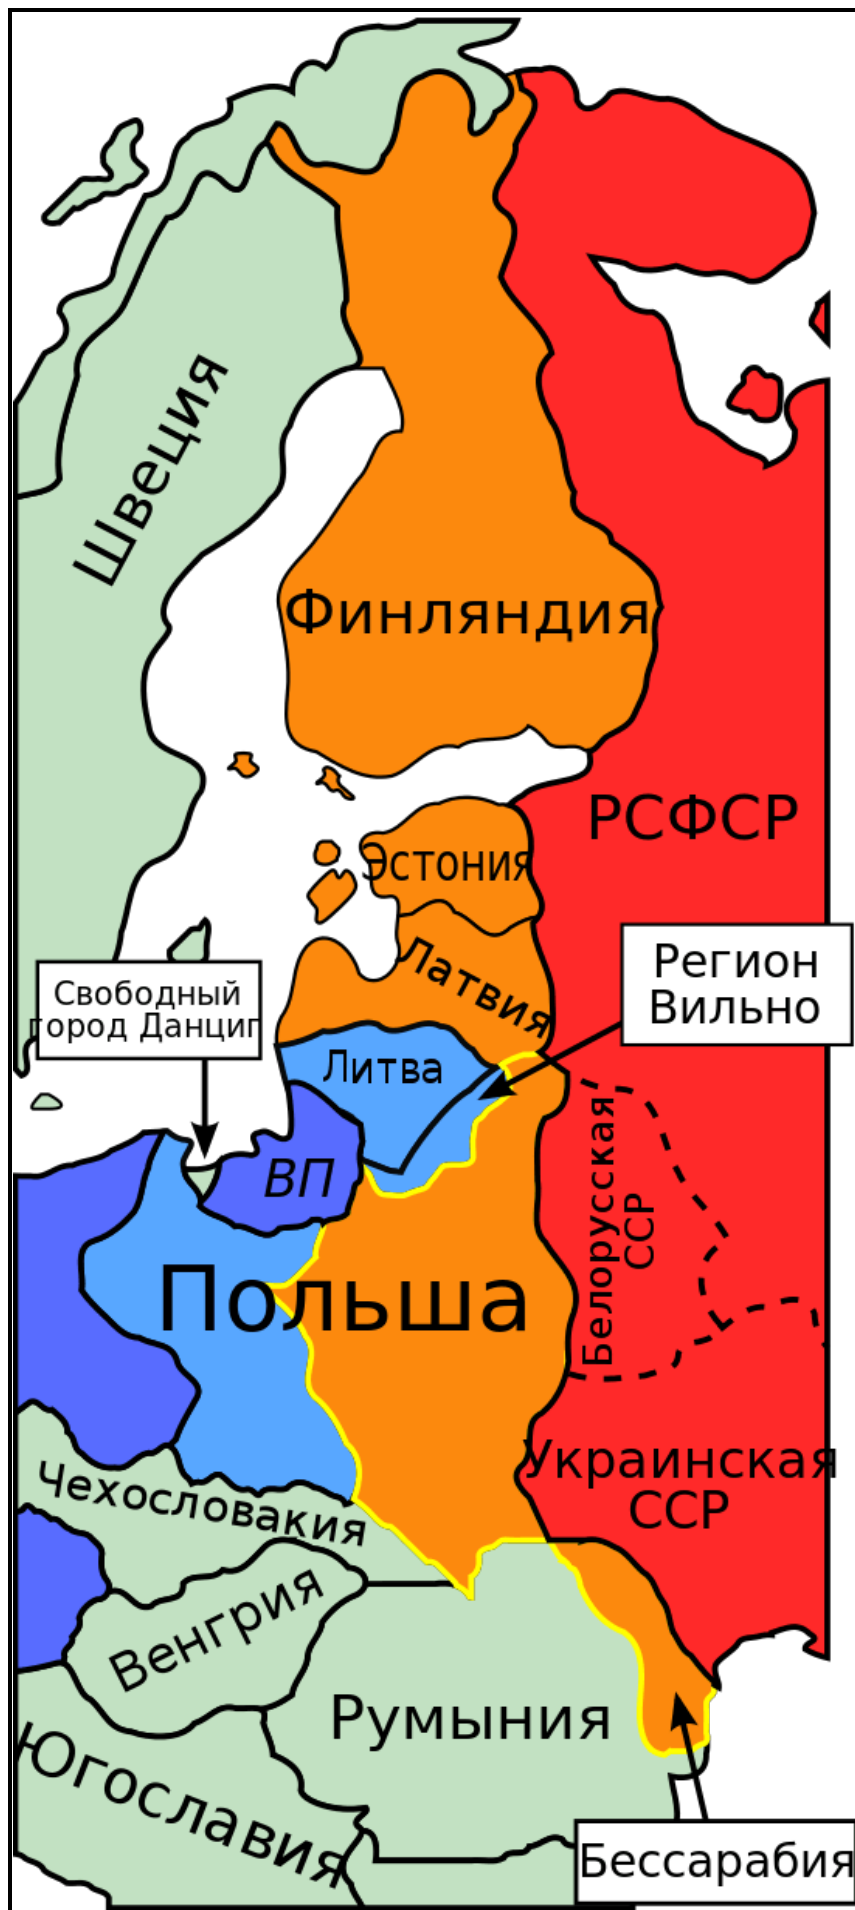 Швеция
Финляндия
РСФСР
Эстония
Латвия
Регион
Вильно
Свободный
город Данциг
Литва
ВП
Белорусская
ССР
Польша
Украинская
ССР
Чехословакия
Венгрия
Румыния
Югославия
Бессарабия